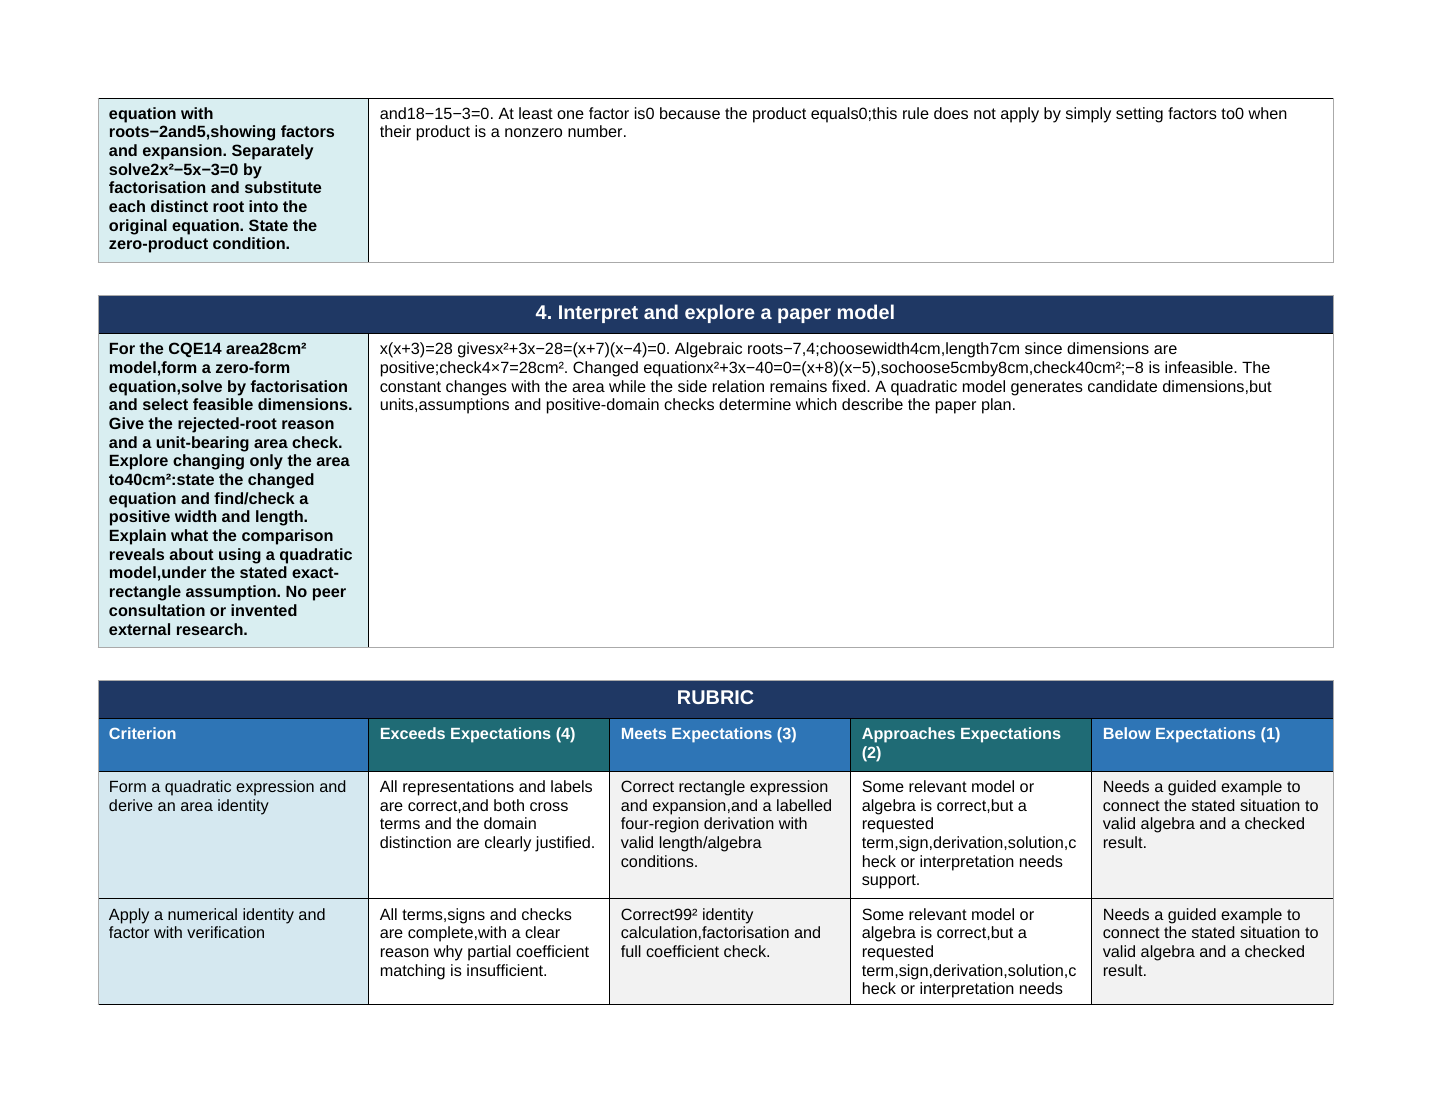 equation with
roots−2and5,showing factors
and expansion. Separately
solve2x²−5x−3=0 by
factorisation and substitute
each distinct root into the
original equation. State the
zero-product condition.
and18−15−3=0. At least one factor is0 because the product equals0;this rule does not apply by simply setting factors to0 when
their product is a nonzero number.
4. Interpret and explore a paper model
For the CQE14 area28cm²
model,form a zero-form
equation,solve by factorisation
and select feasible dimensions.
Give the rejected-root reason
and a unit-bearing area check.
Explore changing only the area
to40cm²:state the changed
equation and find/check a
positive width and length.
Explain what the comparison
reveals about using a quadratic
model,under the stated exact-
rectangle assumption. No peer
consultation or invented
external research.
x(x+3)=28 givesx²+3x−28=(x+7)(x−4)=0. Algebraic roots−7,4;choosewidth4cm,length7cm since dimensions are
positive;check4×7=28cm². Changed equationx²+3x−40=0=(x+8)(x−5),sochoose5cmby8cm,check40cm²;−8 is infeasible. The
constant changes with the area while the side relation remains fixed. A quadratic model generates candidate dimensions,but
units,assumptions and positive-domain checks determine which describe the paper plan.
RUBRIC
Criterion
Exceeds Expectations (4)
Meets Expectations (3)
Approaches Expectations
(2)
Below Expectations (1)
Form a quadratic expression and
derive an area identity
All representations and labels
are correct,and both cross
terms and the domain
distinction are clearly justified.
Correct rectangle expression
and expansion,and a labelled
four-region derivation with
valid length/algebra
conditions.
Some relevant model or
algebra is correct,but a
requested
term,sign,derivation,solution,c
heck or interpretation needs
support.
Needs a guided example to
connect the stated situation to
valid algebra and a checked
result.
Apply a numerical identity and
factor with verification
All terms,signs and checks
are complete,with a clear
reason why partial coefficient
matching is insufficient.
Correct99² identity
calculation,factorisation and
full coefficient check.
Some relevant model or
algebra is correct,but a
requested
term,sign,derivation,solution,c
heck or interpretation needs
Needs a guided example to
connect the stated situation to
valid algebra and a checked
result.